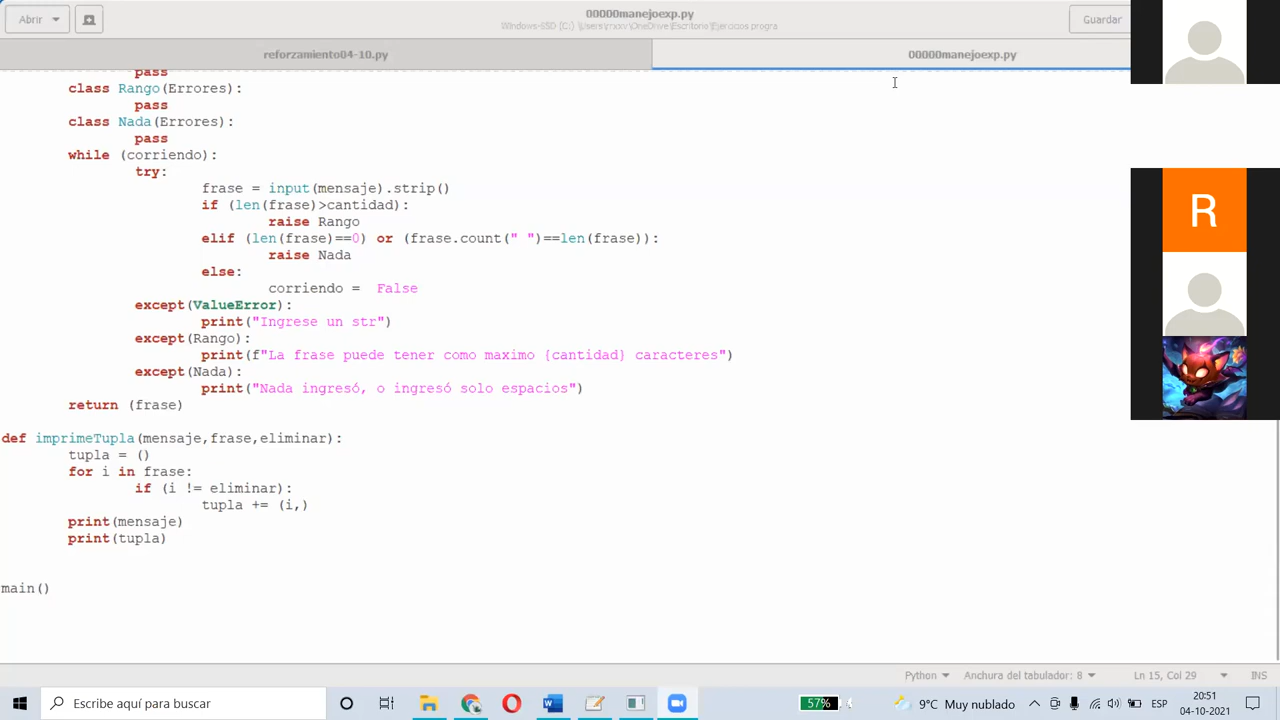 Abrir
00000manejoexp.py
Guardar
reforzamiento04-10.py
00000manejoexp.py
pass
class Rango(Errores):
pass
class Nada(Errores):
pass
while (corriendo):
try:
frase = input(mensaje).strip()
if (len(frase)>cantidad):
raise Rango
elif (len(frase)==0) or (frase.count(" ")==len(frase)):
raise Nada
else:
corriendo =  False
except(ValueError):
print("Ingrese un str")
except(Rango):
print(f"La frase puede tener como maximo {cantidad} caracteres")
except(Nada):
print("Nada ingresó, o ingresó solo espacios")
return (frase)
def imprimeTupla(mensaje,frase,eliminar):
tupla = ()
for i in frase:
if (i != eliminar):
tupla += (i,)
print(mensaje)
print(tupla)
main()
R
Python
Anchura del tabulador: 8
Ln 15, Col 29
INS
Escribe aquí para buscar
57%
9°C Muy nublado
ESP
20:51
04-10-2021